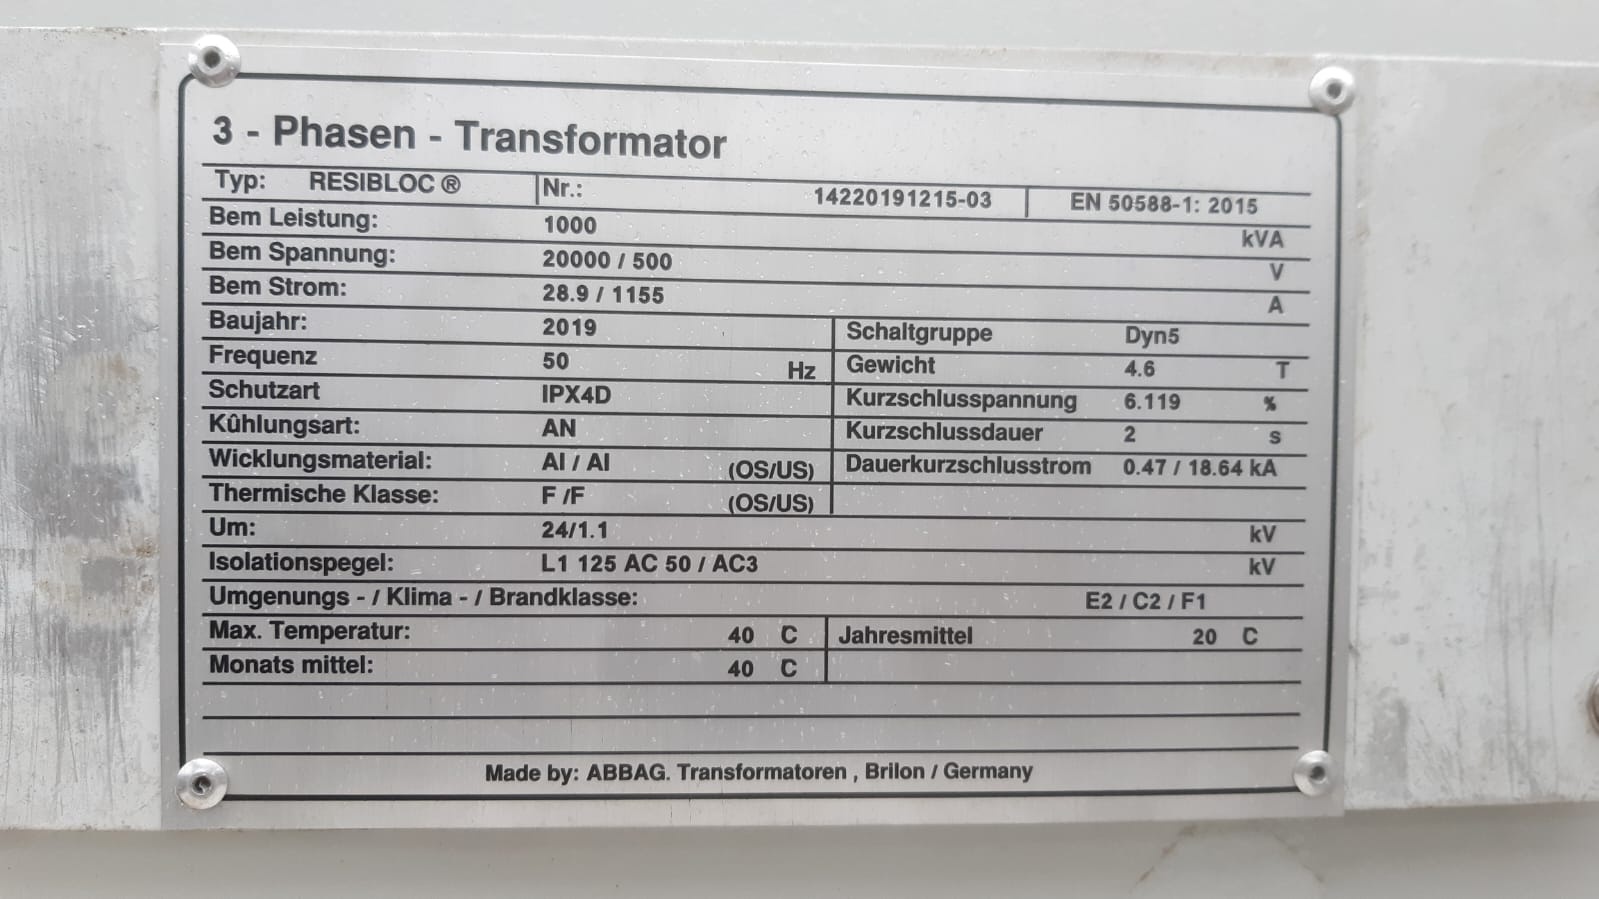 3 - Phasen - Transformator
Typ: RESIBLOC ® Nr.: 14220191215-03 EN 50588-1: 2015
Bem Leistung: 1000 kVA
Bem Spannung: 20000 / 500 V
Bem Strom: 28.9 / 1155 A
Baujahr: 2019 Schaltgruppe Dyn5
Frequenz 50 Hz Gewicht 4.6 T
Schutzart IPX4D Kurzschlusspannung 6.119 %
Kûhlungsart: AN Kurzschlussdauer 2 s
Wicklungsmaterial: Al / Al (OS/US) Dauerkurzschlusstrom 0.47 / 18.64 kA
Thermische Klasse: F /F (OS/US)
Um: 24/1.1 kV
Isolationspegel: L1 125 AC 50 / AC3 kV
Umgenungs - / Klima - / Brandklasse: E2 / C2 / F1
Max. Temperatur: 40 C Jahresmittel 20 C
Monats mittel: 40 C
Made by: ABBAG. Transformatoren , Brilon / Germany